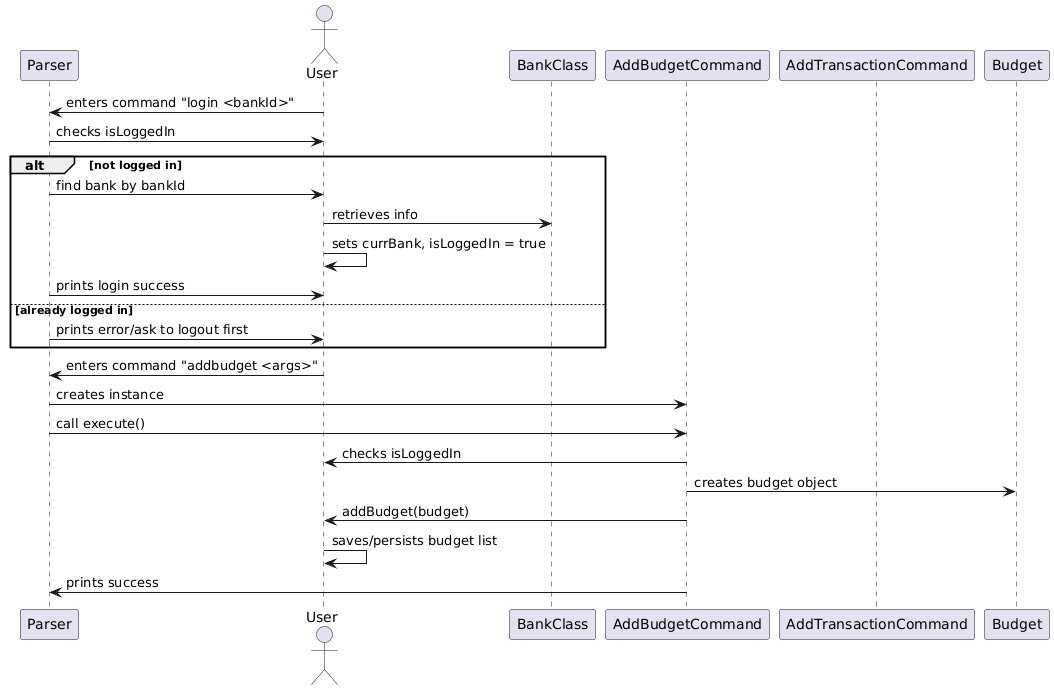 Parser
User
BankClass
AddBudgetCommand
AddTransactionCommand
Budget
enters command "login <bankId>"
checks isLoggedIn
alt
[not logged in]
find bank by bankId
retrieves info
sets currBank, isLoggedIn = true
prints login success
[already logged in]
prints error/ask to logout first
enters command "addbudget <args>"
creates instance
call execute()
checks isLoggedIn
creates budget object
addBudget(budget)
saves/persists budget list
prints success
Parser
User
BankClass
AddBudgetCommand
AddTransactionCommand
Budget